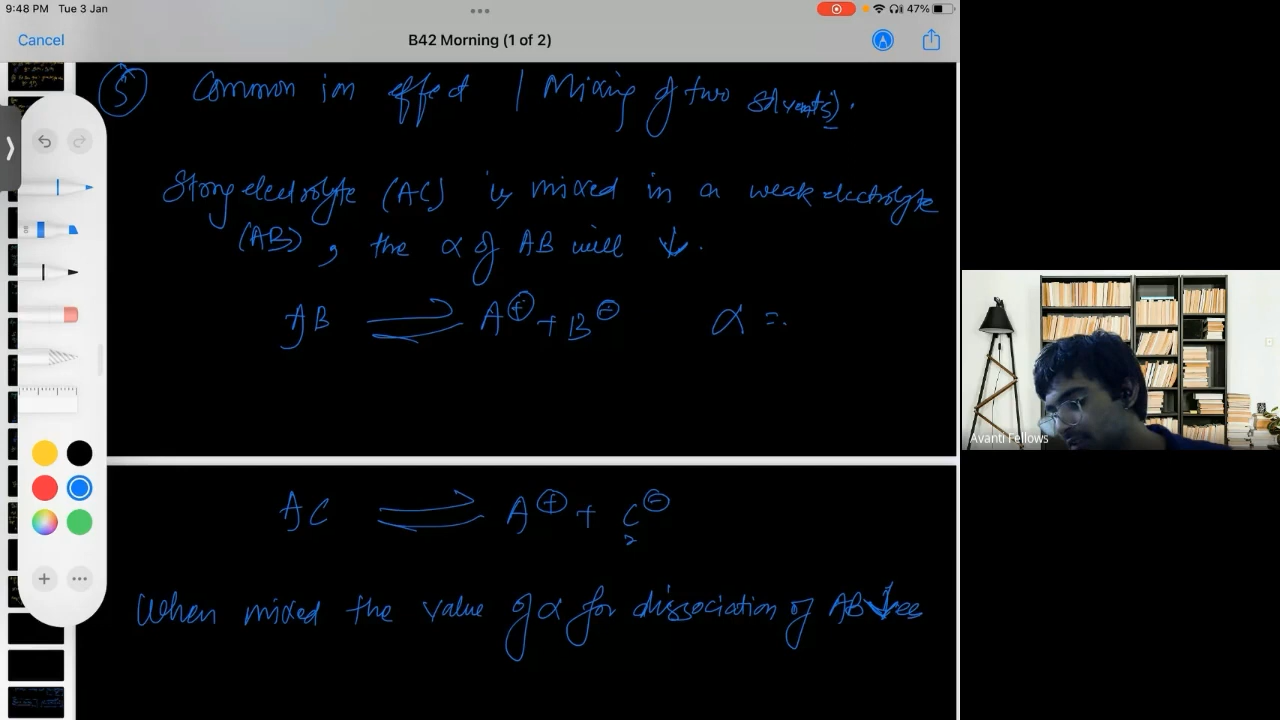 9:48 PM Tue 3 Jan
47%
Cancel
B42 Morning (1 of 2)
5 Common ion effect / Mixing of two solvents).
Strong electrolyte (AC) is mixed in a weak electrolyte
(AB), the α of AB will ↓.
AB ⇌ A⊕ + B⊖ α =.
AC ⇌ A⊕ + C⊖
When mixed the value of α for dissociation of AB ↓ses
Avanti Fellows